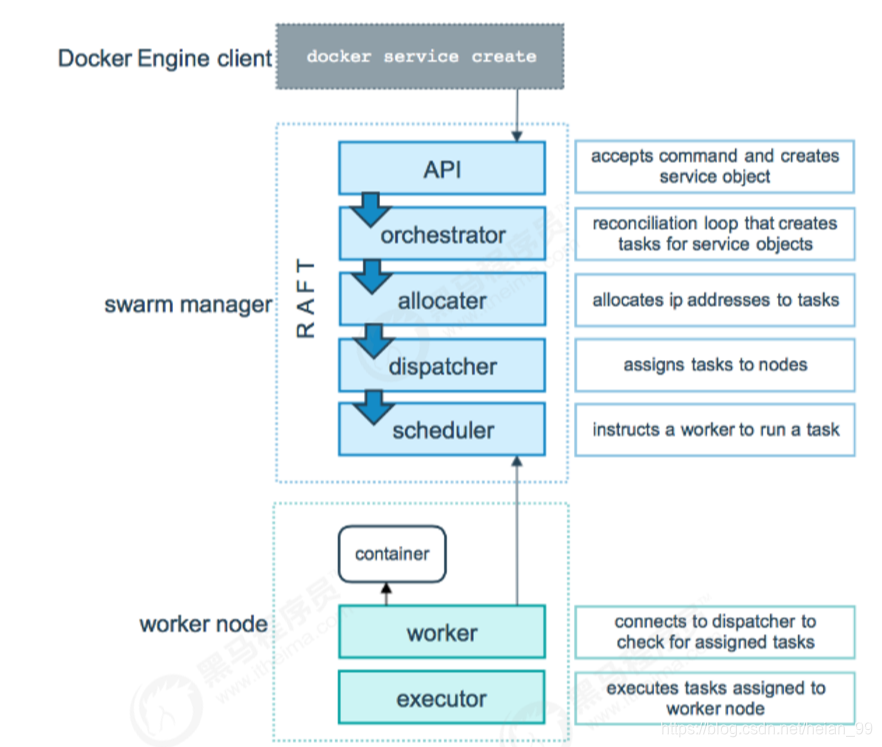 Docker Engine client
docker service create
swarm manager
RAFT
API
accepts command and creates
service object
orchestrator
reconciliation loop that creates
tasks for service objects
allocater
allocates ip addresses to tasks
dispatcher
assigns tasks to nodes
scheduler
instructs a worker to run a task
worker node
container
worker
connects to dispatcher to
check for assigned tasks
executor
executes tasks assigned to
worker node
黑马程序员
www.itheima.com
https://blog.csdn.net/haian_99